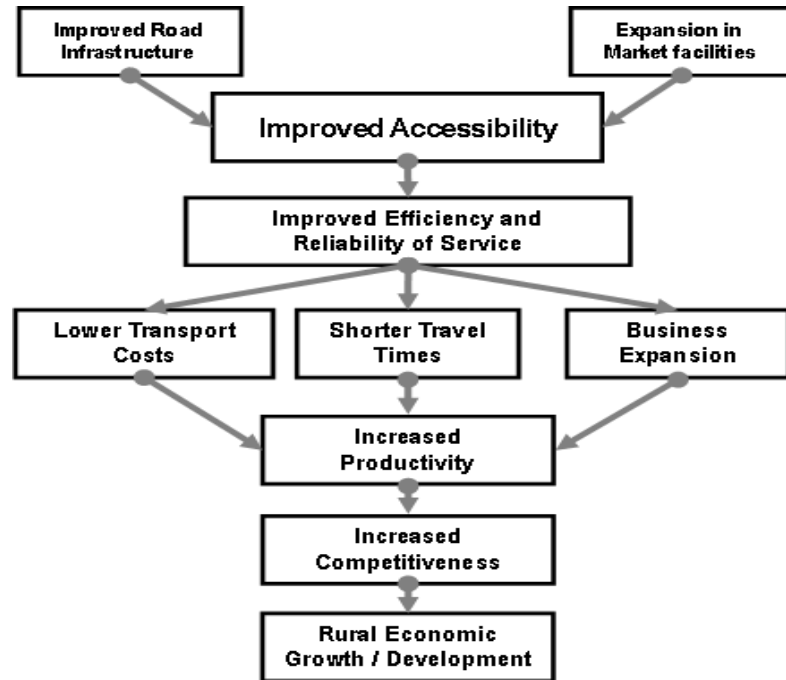 Improved Road
Infrastructure
Expansion in
Market facilities
Improved Accessibility
Improved Efficiency and
Reliability of Service
Lower Transport
Costs
Shorter Travel
Times
Business
Expansion
Increased
Productivity
Increased
Competitiveness
Rural Economic
Growth / Development